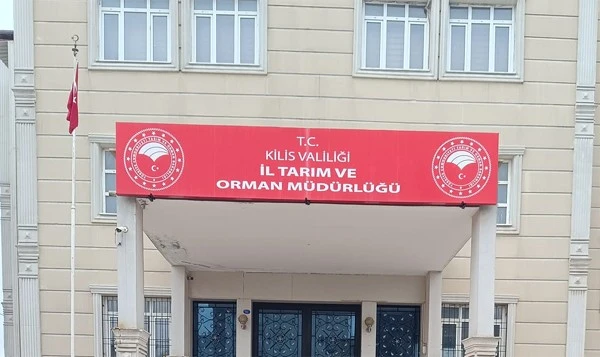 T.C.
KİLİS VALİLİĞİ
İL TARIM VE
ORMAN MÜDÜRLÜĞÜ